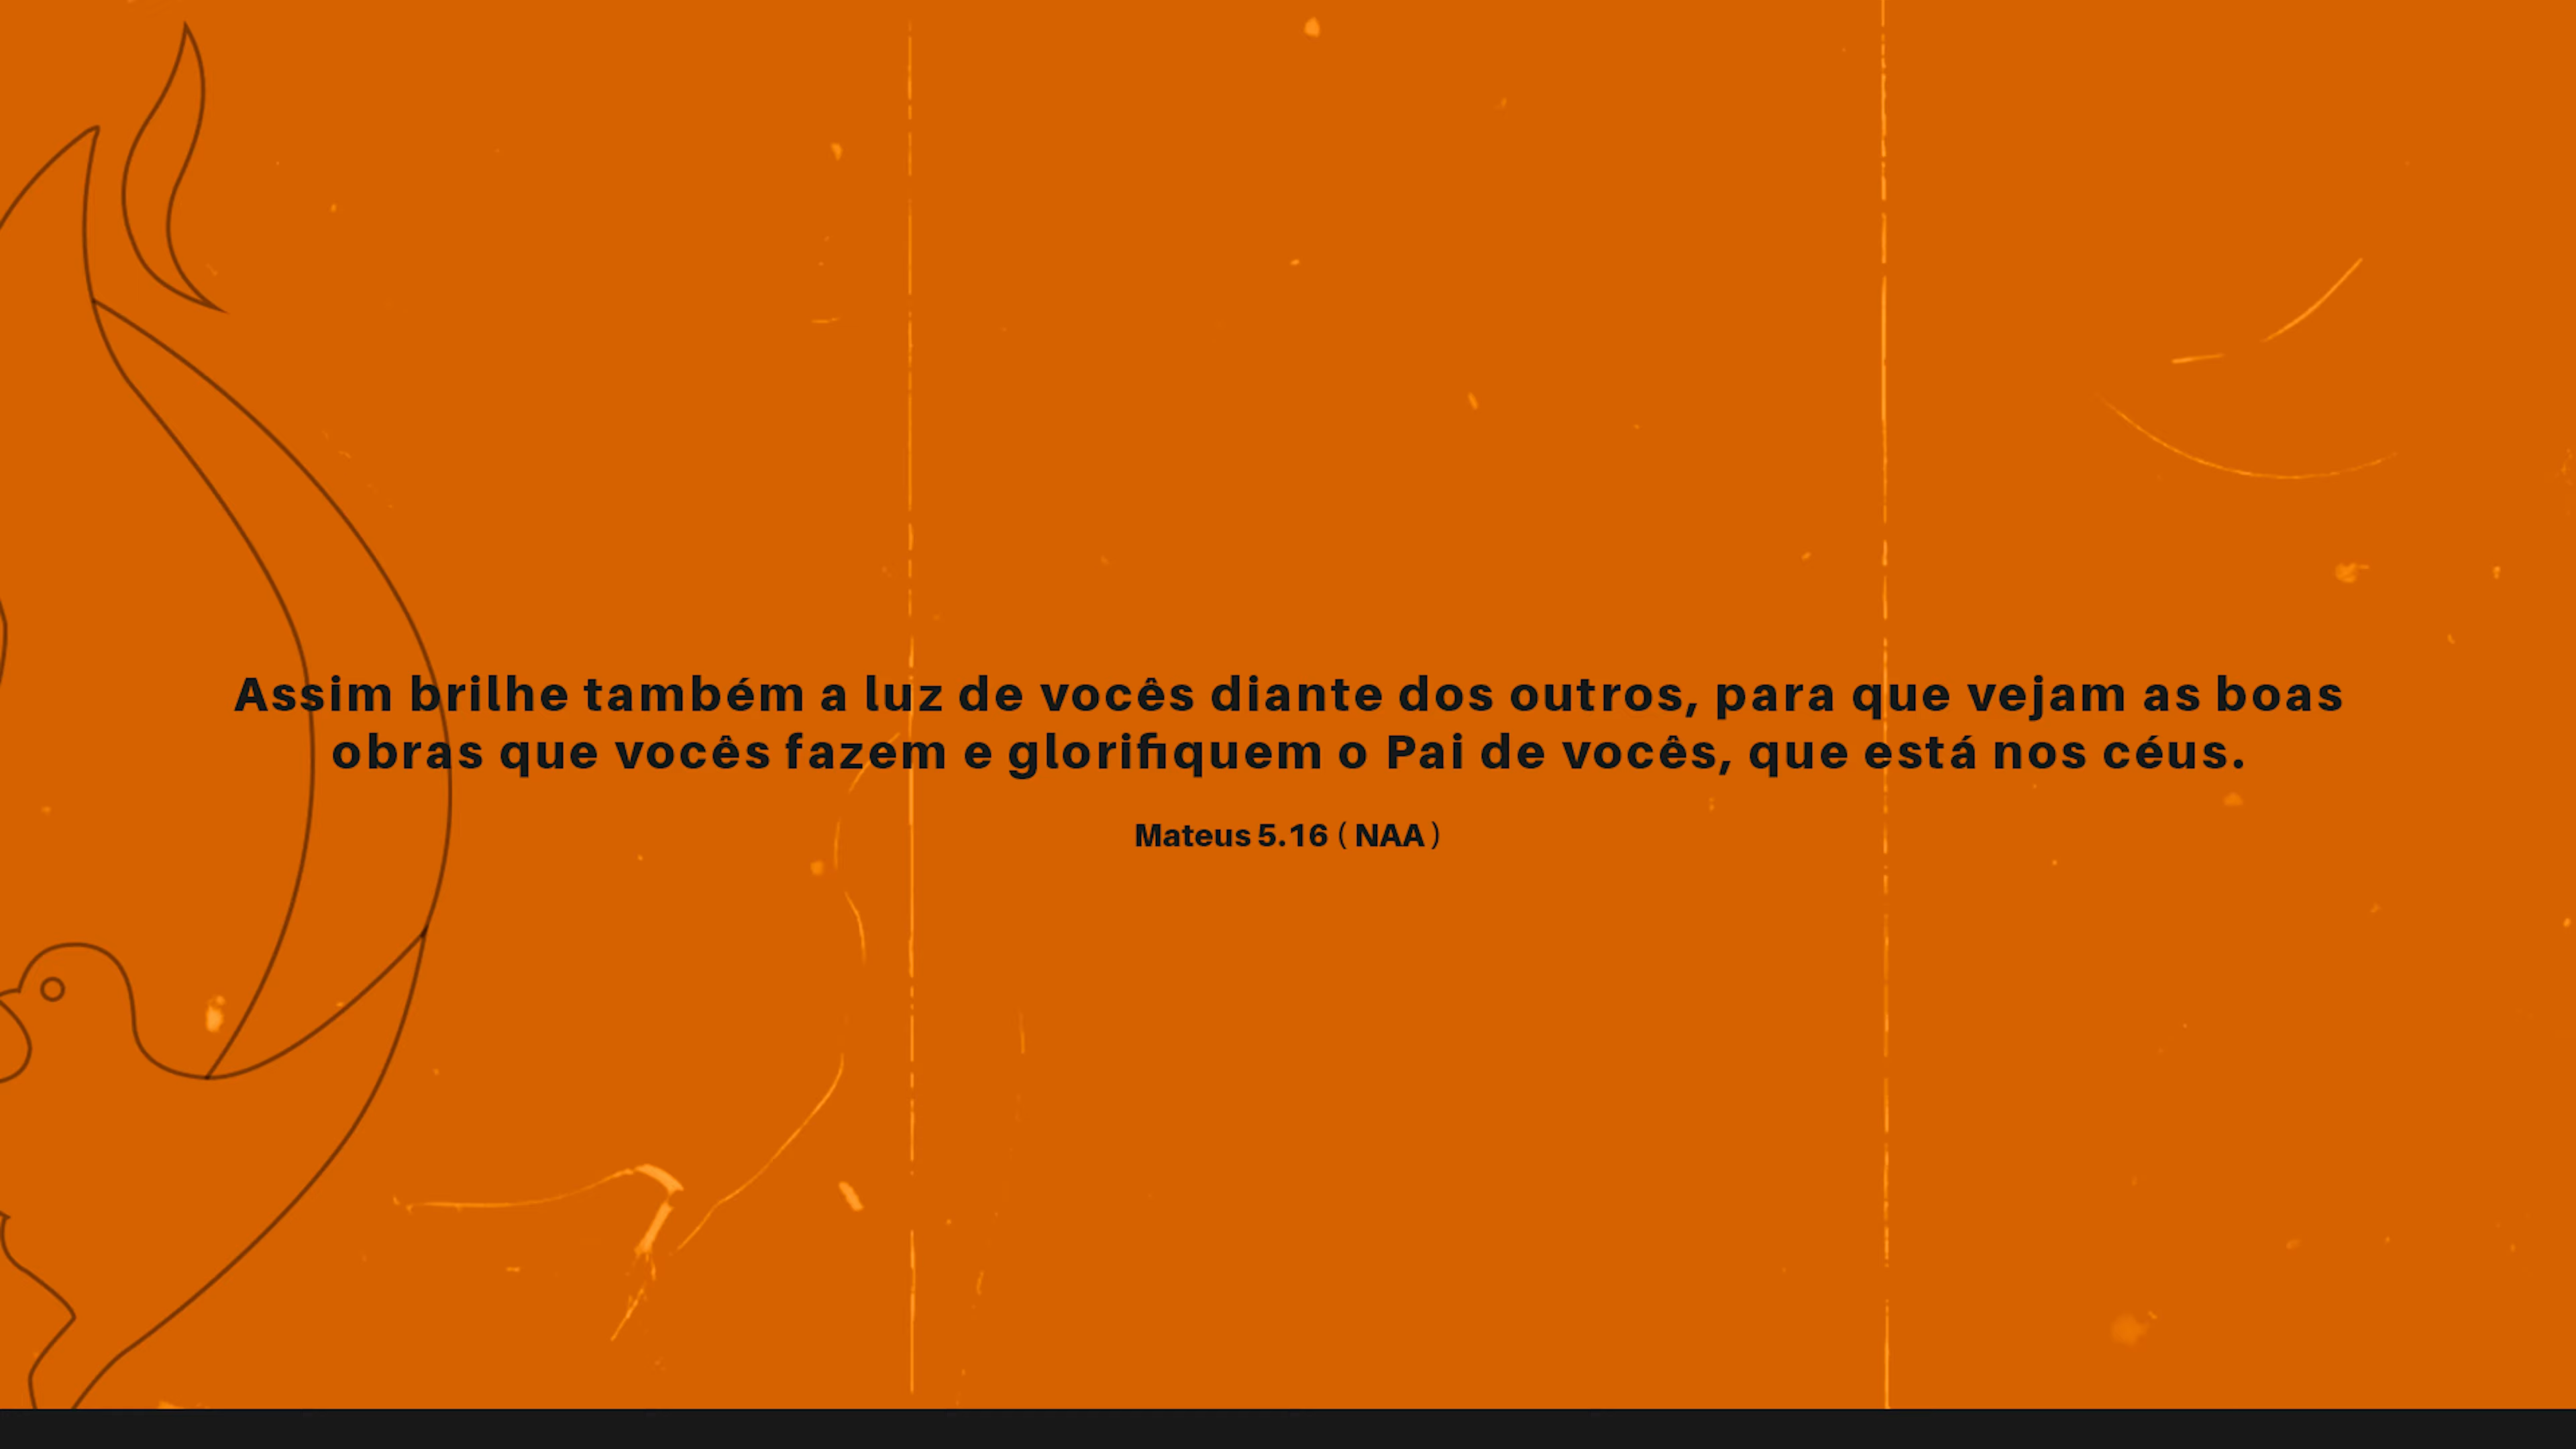 Assim brilhe também a luz de vocês diante dos outros, para que vejam as boas
obras que vocês fazem e glorifiquem o Pai de vocês, que está nos céus.
Mateus 5.16 ( NAA )